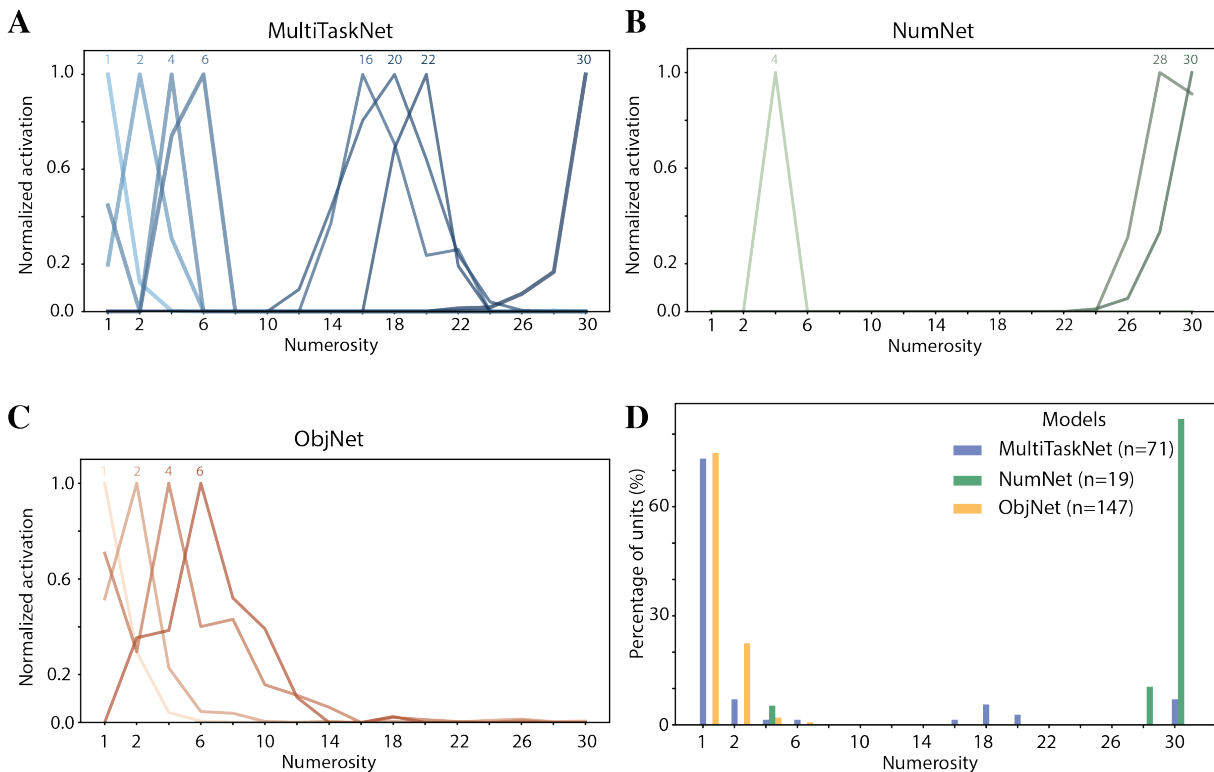 A
MultiTaskNet
1 2 4 6 16 20 22 30
Normalized activation
1.0
0.6
0.2
0.0
1 2 6 10 14 18 22 26 30
Numerosity
B
NumNet
4 28 30
Normalized activation
1.0
0.6
0.2
0.0
1 2 6 10 14 18 22 26 30
Numerosity
C
ObjNet
1 2 4 6
Normalized activation
1.0
0.6
0.2
0.0
1 2 6 10 14 18 22 26 30
Numerosity
D
Models
MultiTaskNet (n=71)
NumNet (n=19)
ObjNet (n=147)
Percentage of units (%)
60
30
0
1 2 6 10 14 18 22 26 30
Numerosity